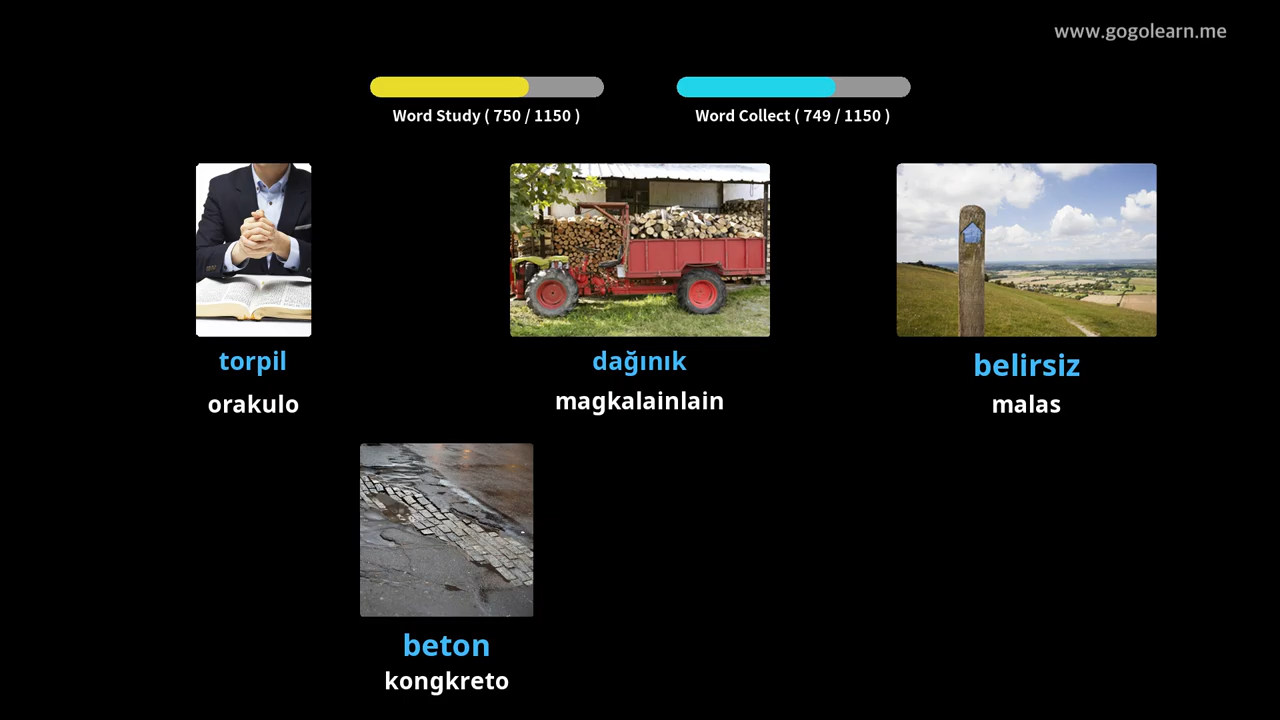 www.gogolearn.me
Word Study ( 750 / 1150 )
Word Collect ( 749 / 1150 )
torpil
orakulo
dağınık
magkalainlain
belirsiz
malas
beton
kongkreto